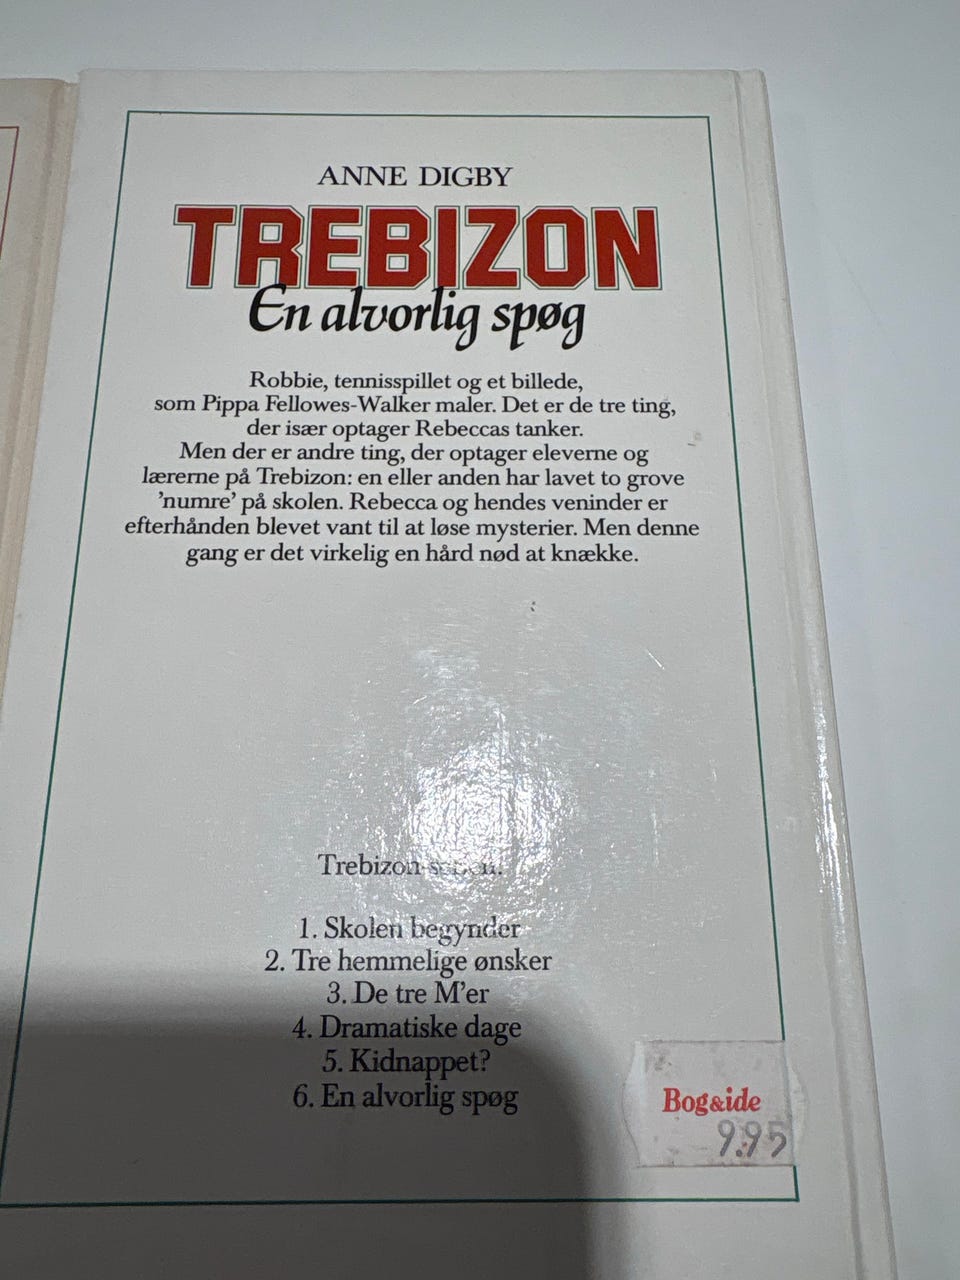 ANNE DIGBY
TREBIZON
En alvorlig spøg
Robbie, tennisspillet og et billede,
som Pippa Fellowes-Walker maler. Det er de tre ting,
der især optager Rebeccas tanker.
Men der er andre ting, der optager eleverne og
lærerne på Trebizon: en eller anden har lavet to grove
’numre’ på skolen. Rebecca og hendes veninder er
efterhånden blevet vant til at løse mysterier. Men denne
gang er det virkelig en hård nød at knække.
Trebizon-serien:
1. Skolen begynder
2. Tre hemmelige ønsker
3. De tre M’er
4. Dramatiske dage
5. Kidnappet?
6. En alvorlig spøg
Bog&ide
9.95